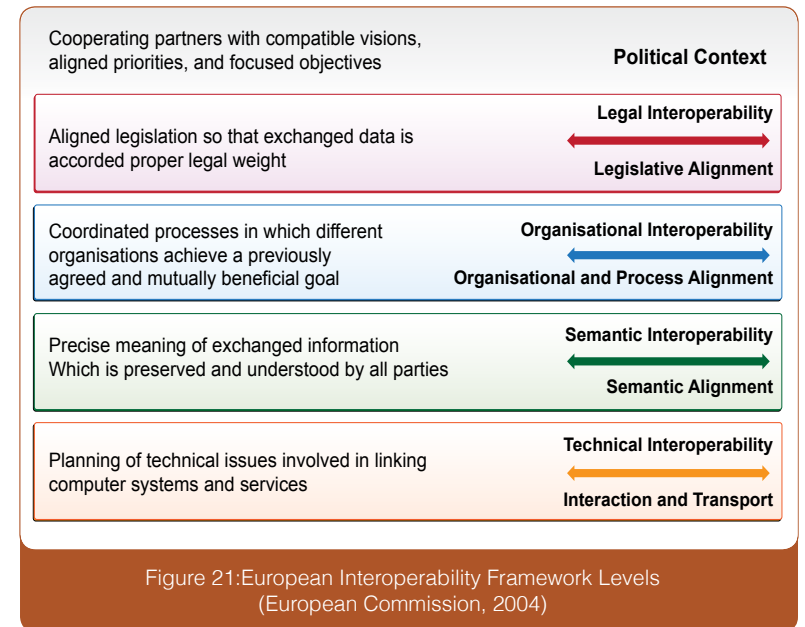 Cooperating partners with compatible visions,
aligned priorities, and focused objectives
Political Context
Aligned legislation so that exchanged data is
accorded proper legal weight
Legal Interoperability
Legislative Alignment
Coordinated processes in which different
organisations achieve a previously
agreed and mutually beneficial goal
Organisational Interoperability
Organisational and Process Alignment
Precise meaning of exchanged information
Which is preserved and understood by all parties
Semantic Interoperability
Semantic Alignment
Planning of technical issues involved in linking
computer systems and services
Technical Interoperability
Interaction and Transport
Figure 21:European Interoperability Framework Levels
(European Commission, 2004)